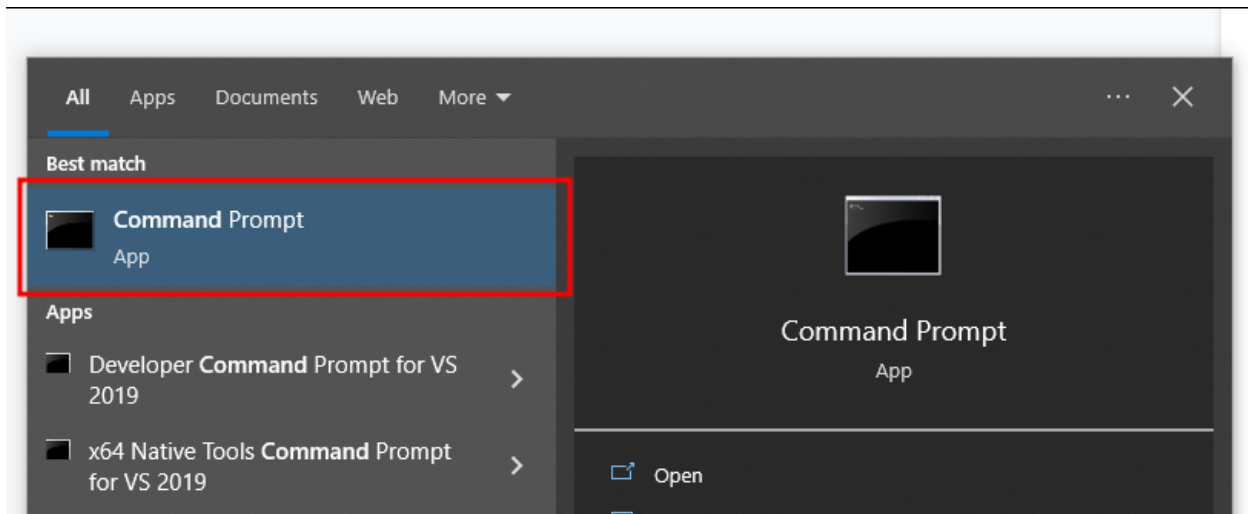 All Apps Documents Web More
Best match
Command Prompt
App
Apps
Developer Command Prompt for VS
2019
x64 Native Tools Command Prompt
for VS 2019
Command Prompt
App
Open